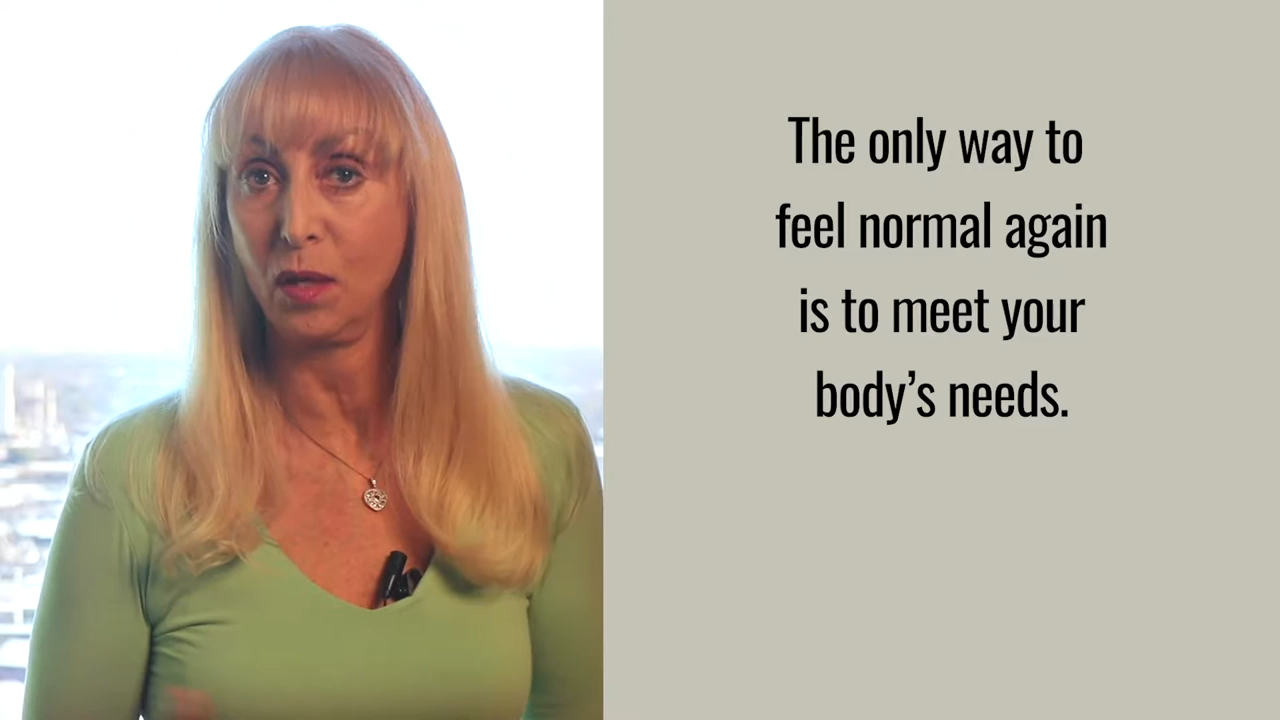 The only way to
feel normal again
is to meet your
body’s needs.